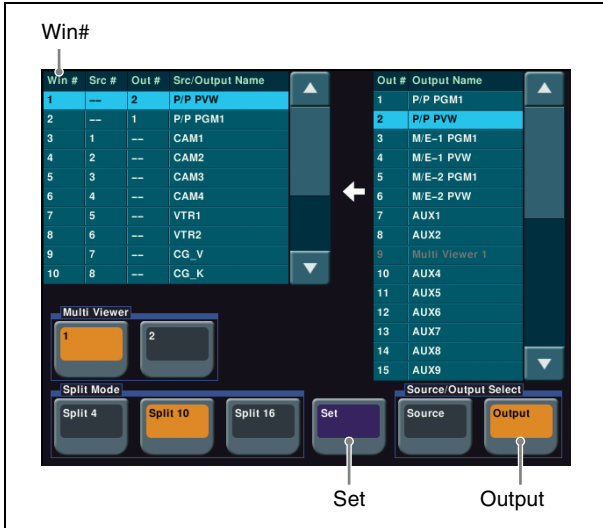 Win#
Win # Src # Out # Src/Output Name
1 -- 2 P/P PVW
2 -- 1 P/P PGM1
3 1 -- CAM1
4 2 -- CAM2
5 3 -- CAM3
6 4 -- CAM4
7 5 -- VTR1
8 6 -- VTR2
9 7 -- CG_V
10 8 -- CG_K
Out # Output Name
1 P/P PGM1
2 P/P PVW
3 M/E-1 PGM1
4 M/E-1 PVW
5 M/E-2 PGM1
6 M/E-2 PVW
7 AUX1
8 AUX2
9 Multi Viewer 1
10 AUX4
11 AUX5
12 AUX6
13 AUX7
14 AUX8
15 AUX9
Multi Viewer
1 2
Split Mode
Split 4 Split 10 Split 16
Set
Source/Output Select
Source Output
Set Output